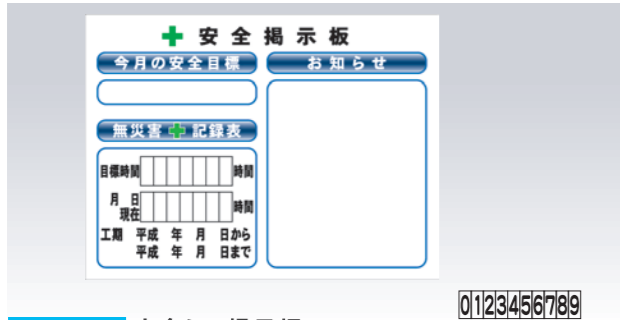 安全掲示板
今月の安全目標
お知らせ
無災害 記録表
目標時間 時間
月 日現在 時間
工期 平成 年 月 日から
平成 年 月 日まで
0123456789